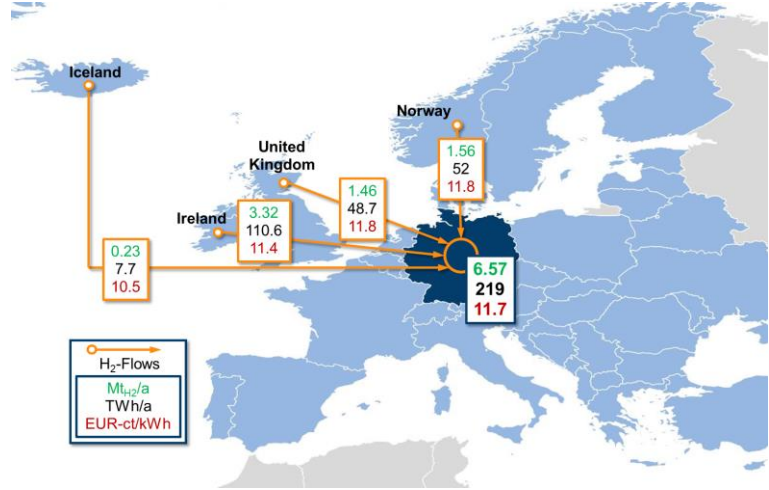 Iceland
Norway
United
Kingdom
Ireland
1.56
52
11.8
1.46
48.7
11.8
3.32
110.6
11.4
0.23
7.7
10.5
6.57
219
11.7
H₂-Flows
Mt_H2/a
TWh/a
EUR-ct/kWh